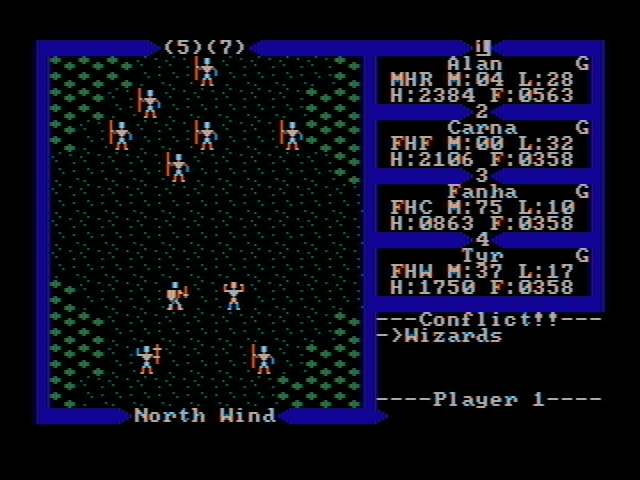 (5)(7)
1
Alan G
MHR M:04 L:28
H:2384 F:0563
2
Carna G
FHF M:00 L:32
H:2106 F:0358
3
Fanha G
FHC M:75 L:10
H:0863 F:0358
4
Tyr G
FHW M:37 L:17
H:1750 F:0358
---Conflict!!---
->Wizards
----Player 1----
North Wind